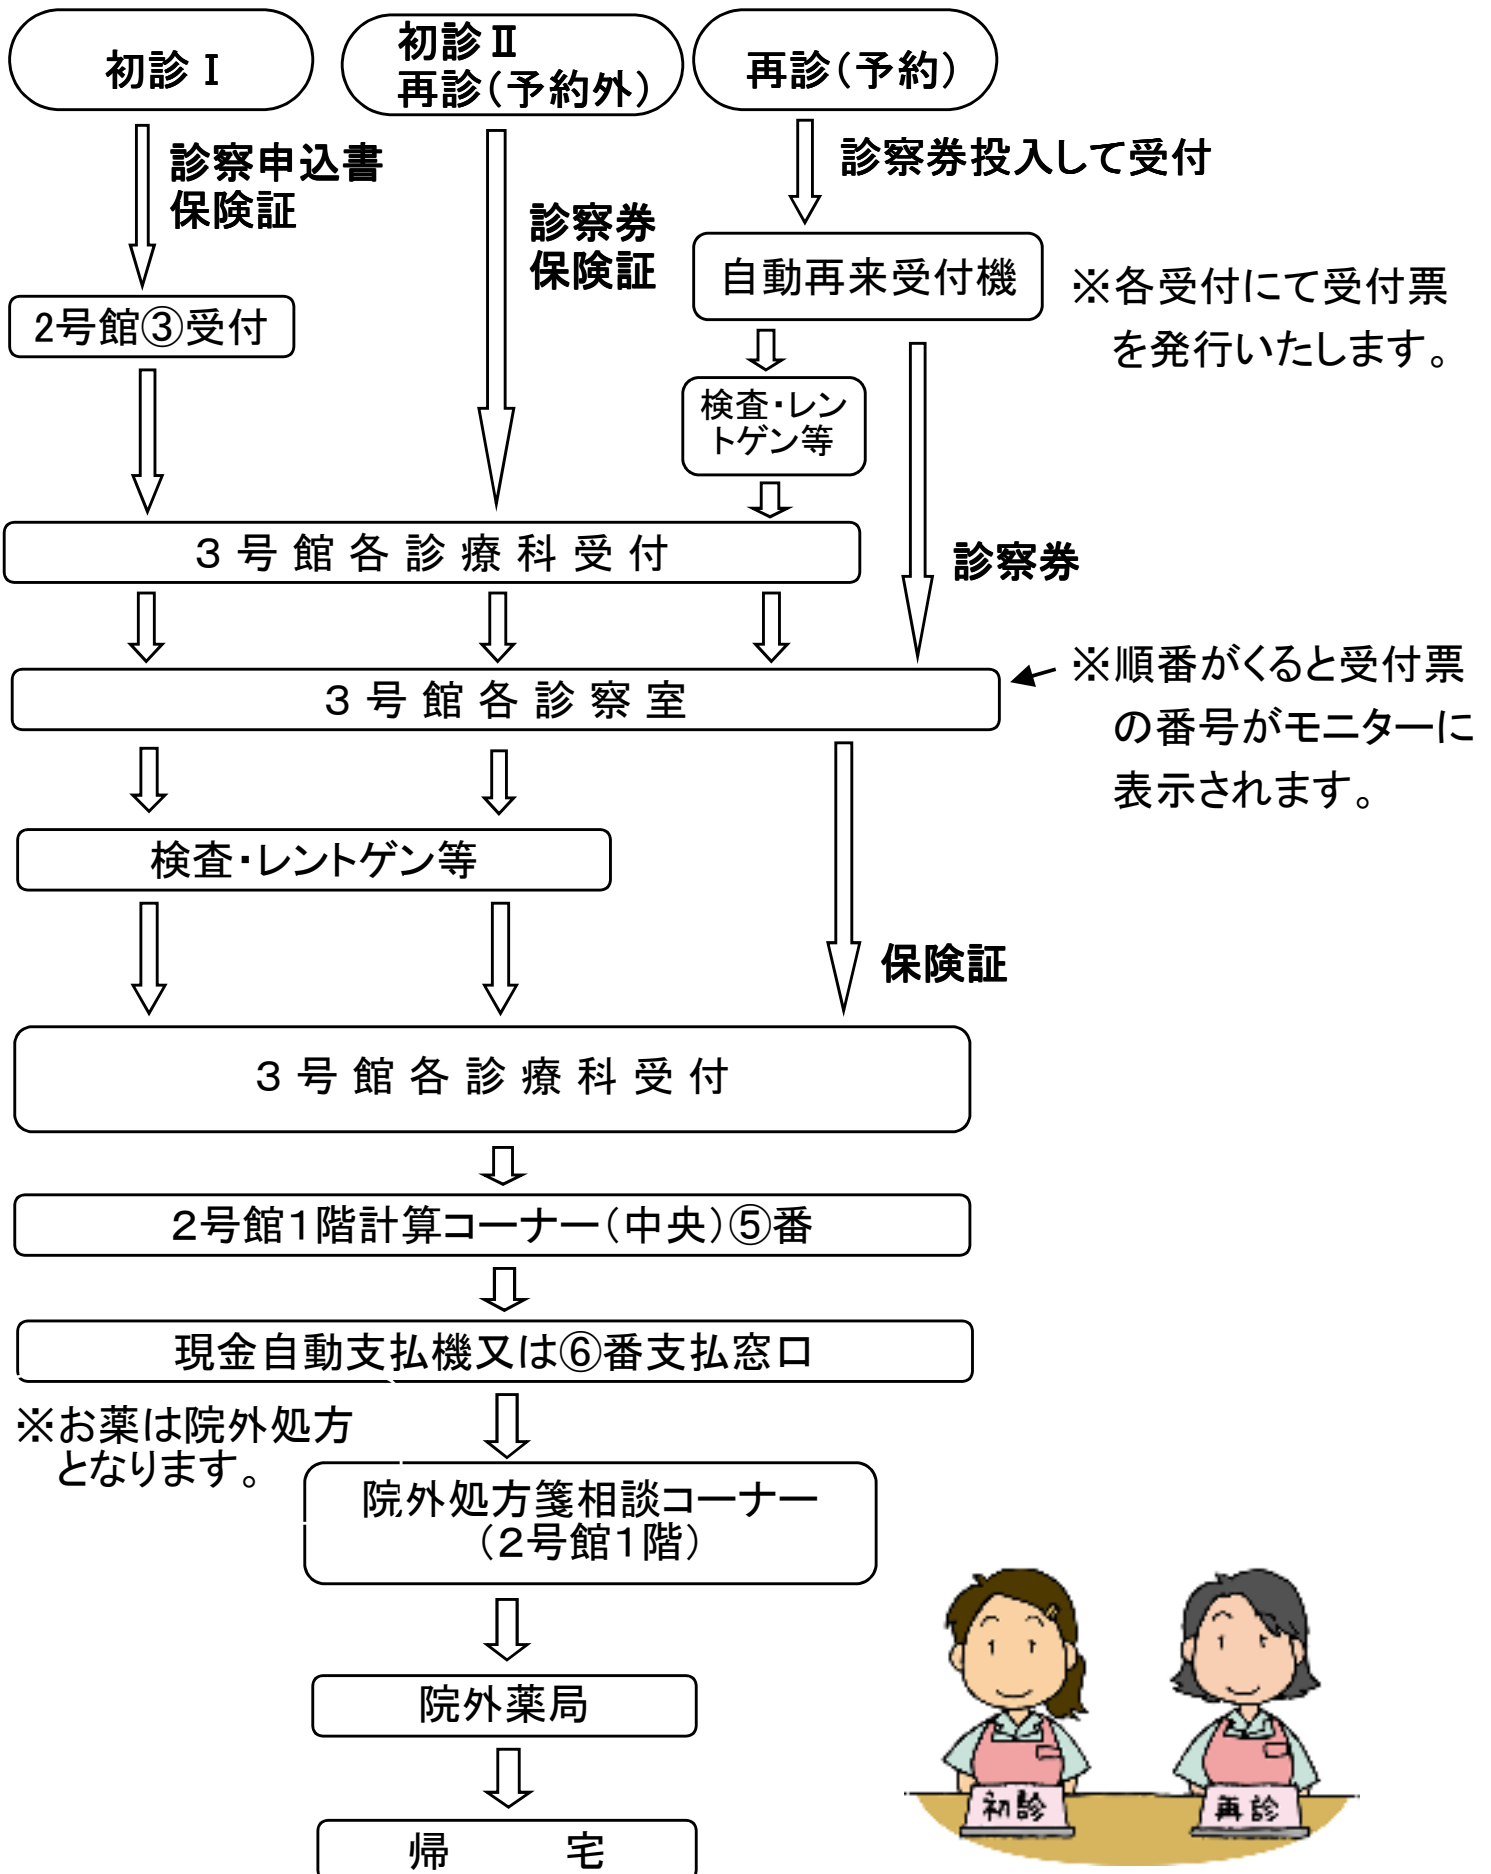 初診Ⅰ
初診Ⅱ
再診（予約外）
再診（予約）
診察申込書
保険証
診察券
保険証
診察券投入して受付
2号館③受付
自動再来受付機
※各受付にて受付票
を発行いたします。
検査・レン
トゲン等
３号館各診療科受付
診察券
３号館各診察室
※順番がくると受付票
の番号がモニターに
表示されます。
検査・レントゲン等
保険証
３号館各診療科受付
２号館１階計算コーナー（中央）⑤番
現金自動支払機又は⑥番支払窓口
※お薬は院外処方
となります。
院外処方箋相談コーナー
（２号館１階）
院外薬局
帰　宅
初診
再診